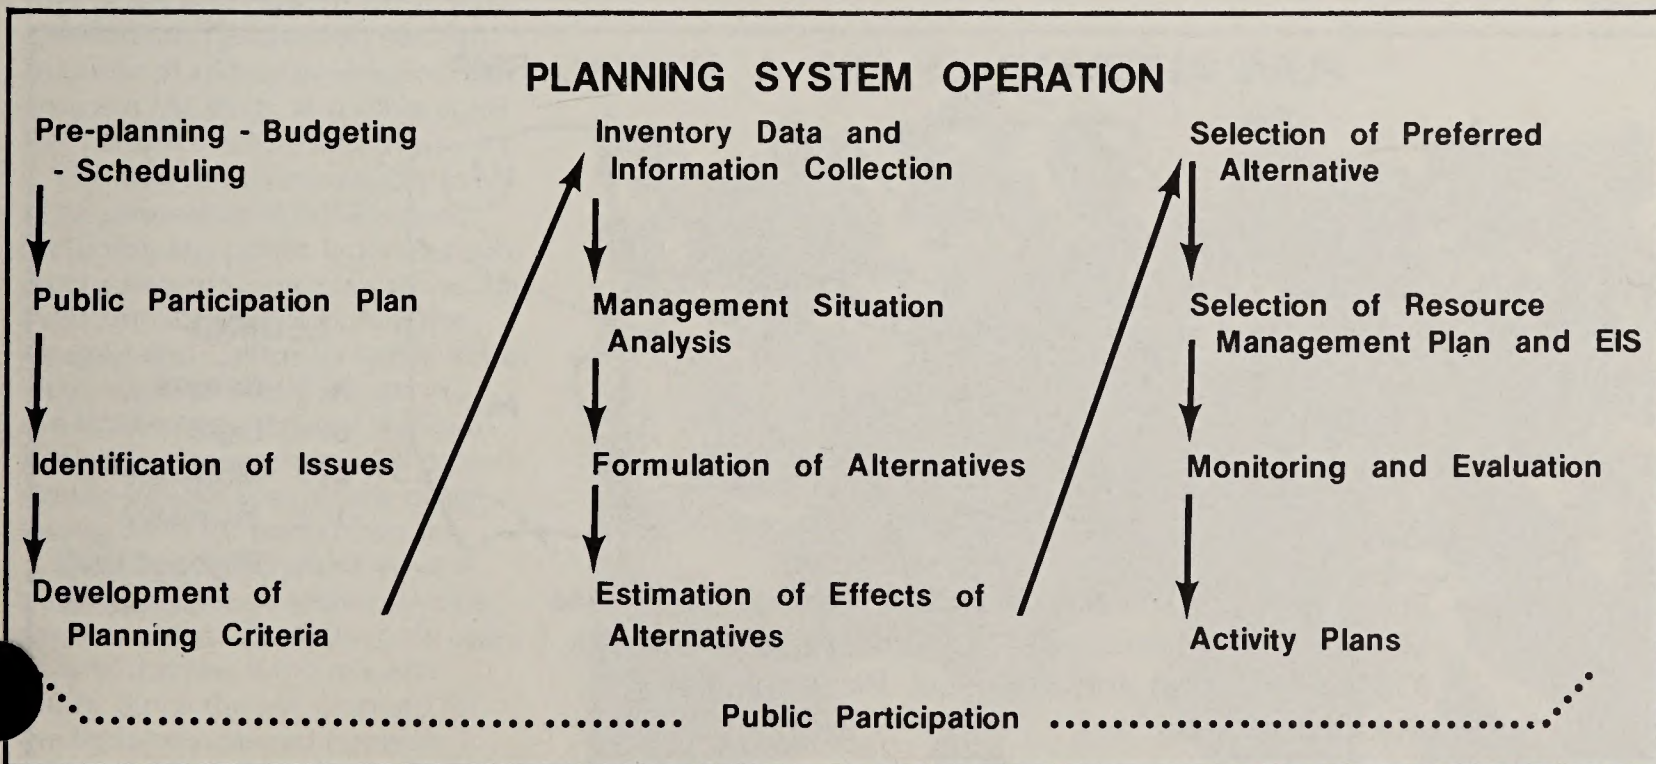 PLANNING SYSTEM OPERATION
Pre-planning - Budgeting
- Scheduling
Public Participation Plan
Identification of Issues
Development of
Planning Criteria
Inventory Data and
Information Collection
Management Situation
Analysis
Formulation of Alternatives
Estimation of Effects of
Alternatives
Selection of Preferred
Alternative
Selection of Resource
Management Plan and EIS
Monitoring and Evaluation
Activity Plans
Public Participation